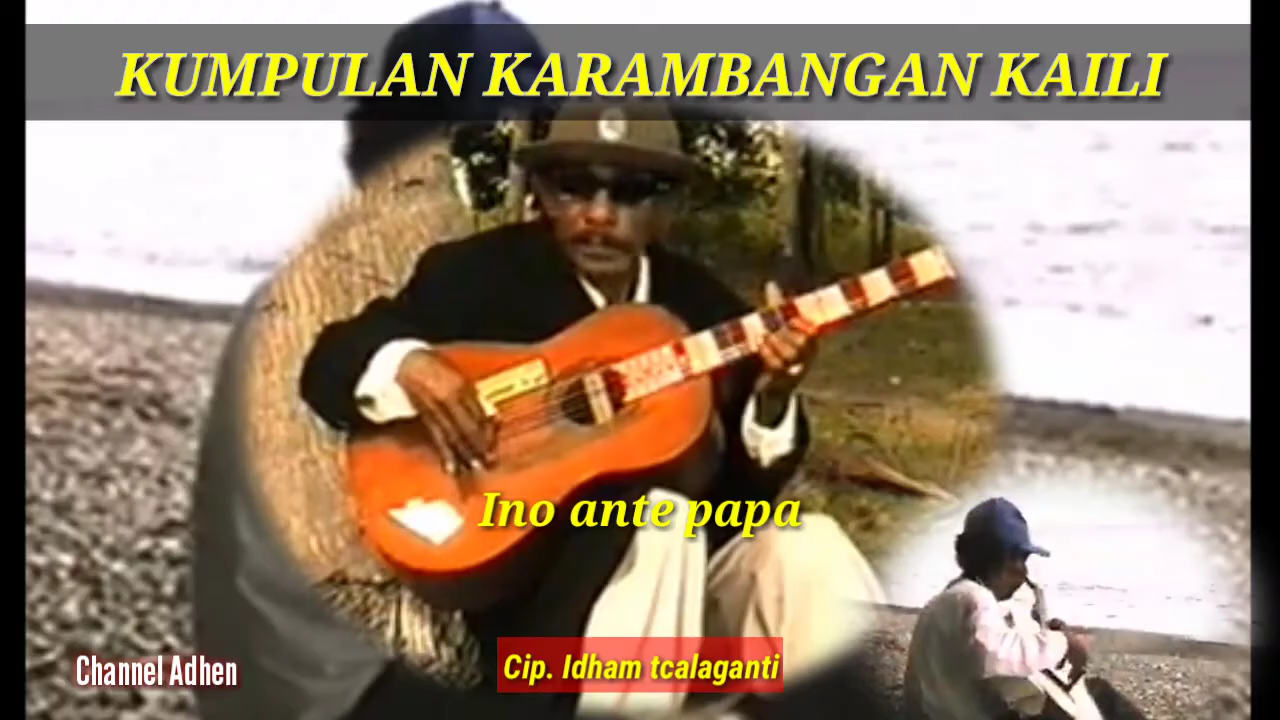 KUMPULAN KARAMBANGAN KAILI
Ino ante papa
Cip. Idham tcalaganti
Channel Adhen